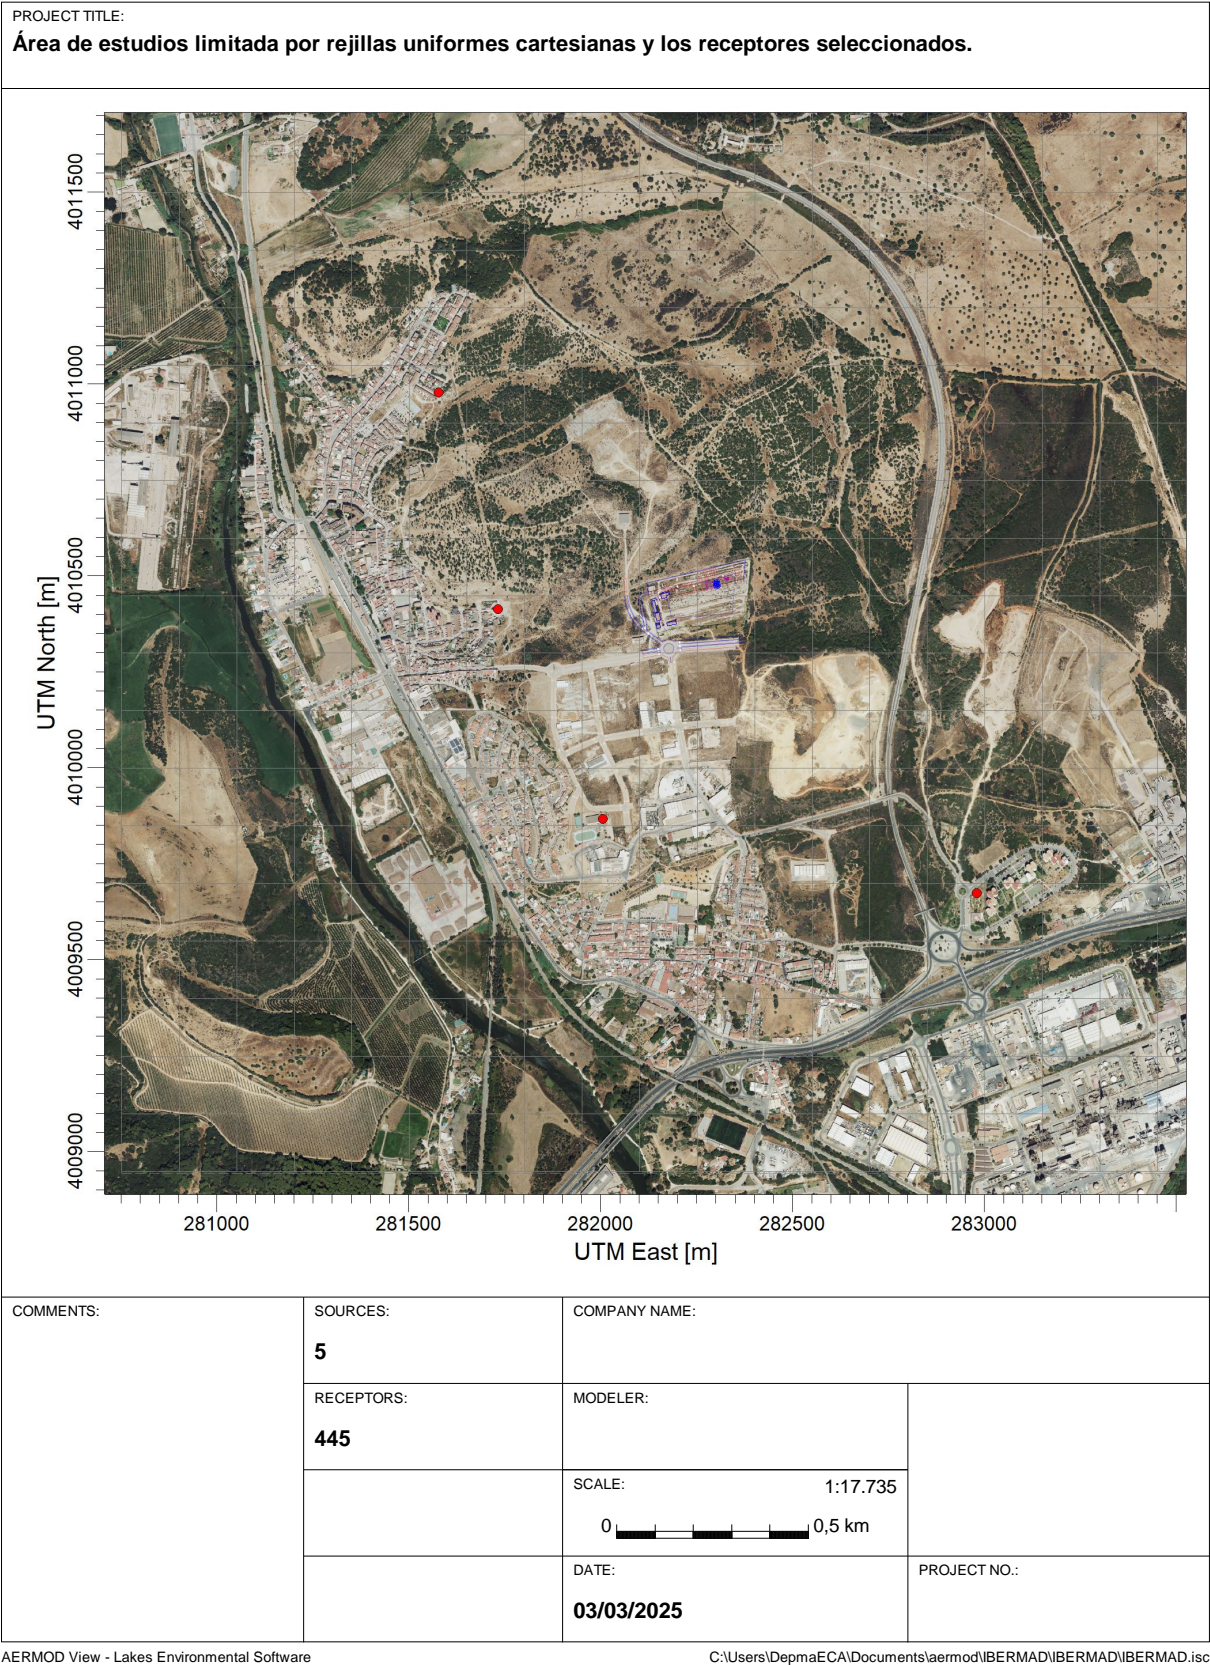 PROJECT TITLE:
Área de estudios limitada por rejillas uniformes cartesianas y los receptores seleccionados.
4011500
4011000
4010500
4010000
4009500
4009000
UTM North [m]
281000 281500 282000 282500 283000
UTM East [m]
COMMENTS:
SOURCES:
5
COMPANY NAME:
RECEPTORS:
445
MODELER:
SCALE:
1:17.735
0 0,5 km
DATE:
03/03/2025
PROJECT NO.:
AERMOD View - Lakes Environmental Software
C:\Users\DepmaECA\Documents\aermod\IBERMAD\IBERMAD\IBERMAD.isc